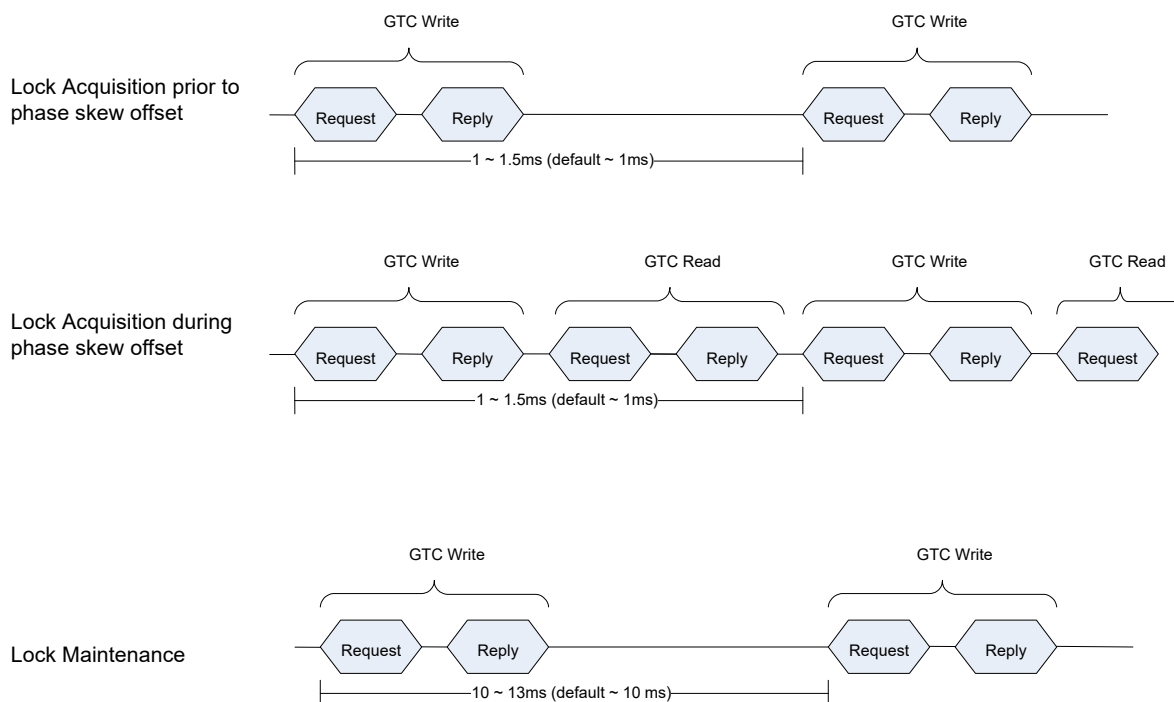 GTC Write
GTC Write
Lock Acquisition prior to
phase skew offset
Request
Reply
Request
Reply
1 ~ 1.5ms (default ~ 1ms)
GTC Write
GTC Read
GTC Write
GTC Read
Lock Acquisition during
phase skew offset
Request
Reply
Request
Reply
Request
Reply
Request
1 ~ 1.5ms (default ~ 1ms)
GTC Write
GTC Write
Lock Maintenance
Request
Reply
Request
Reply
10 ~ 13ms (default ~ 10 ms)